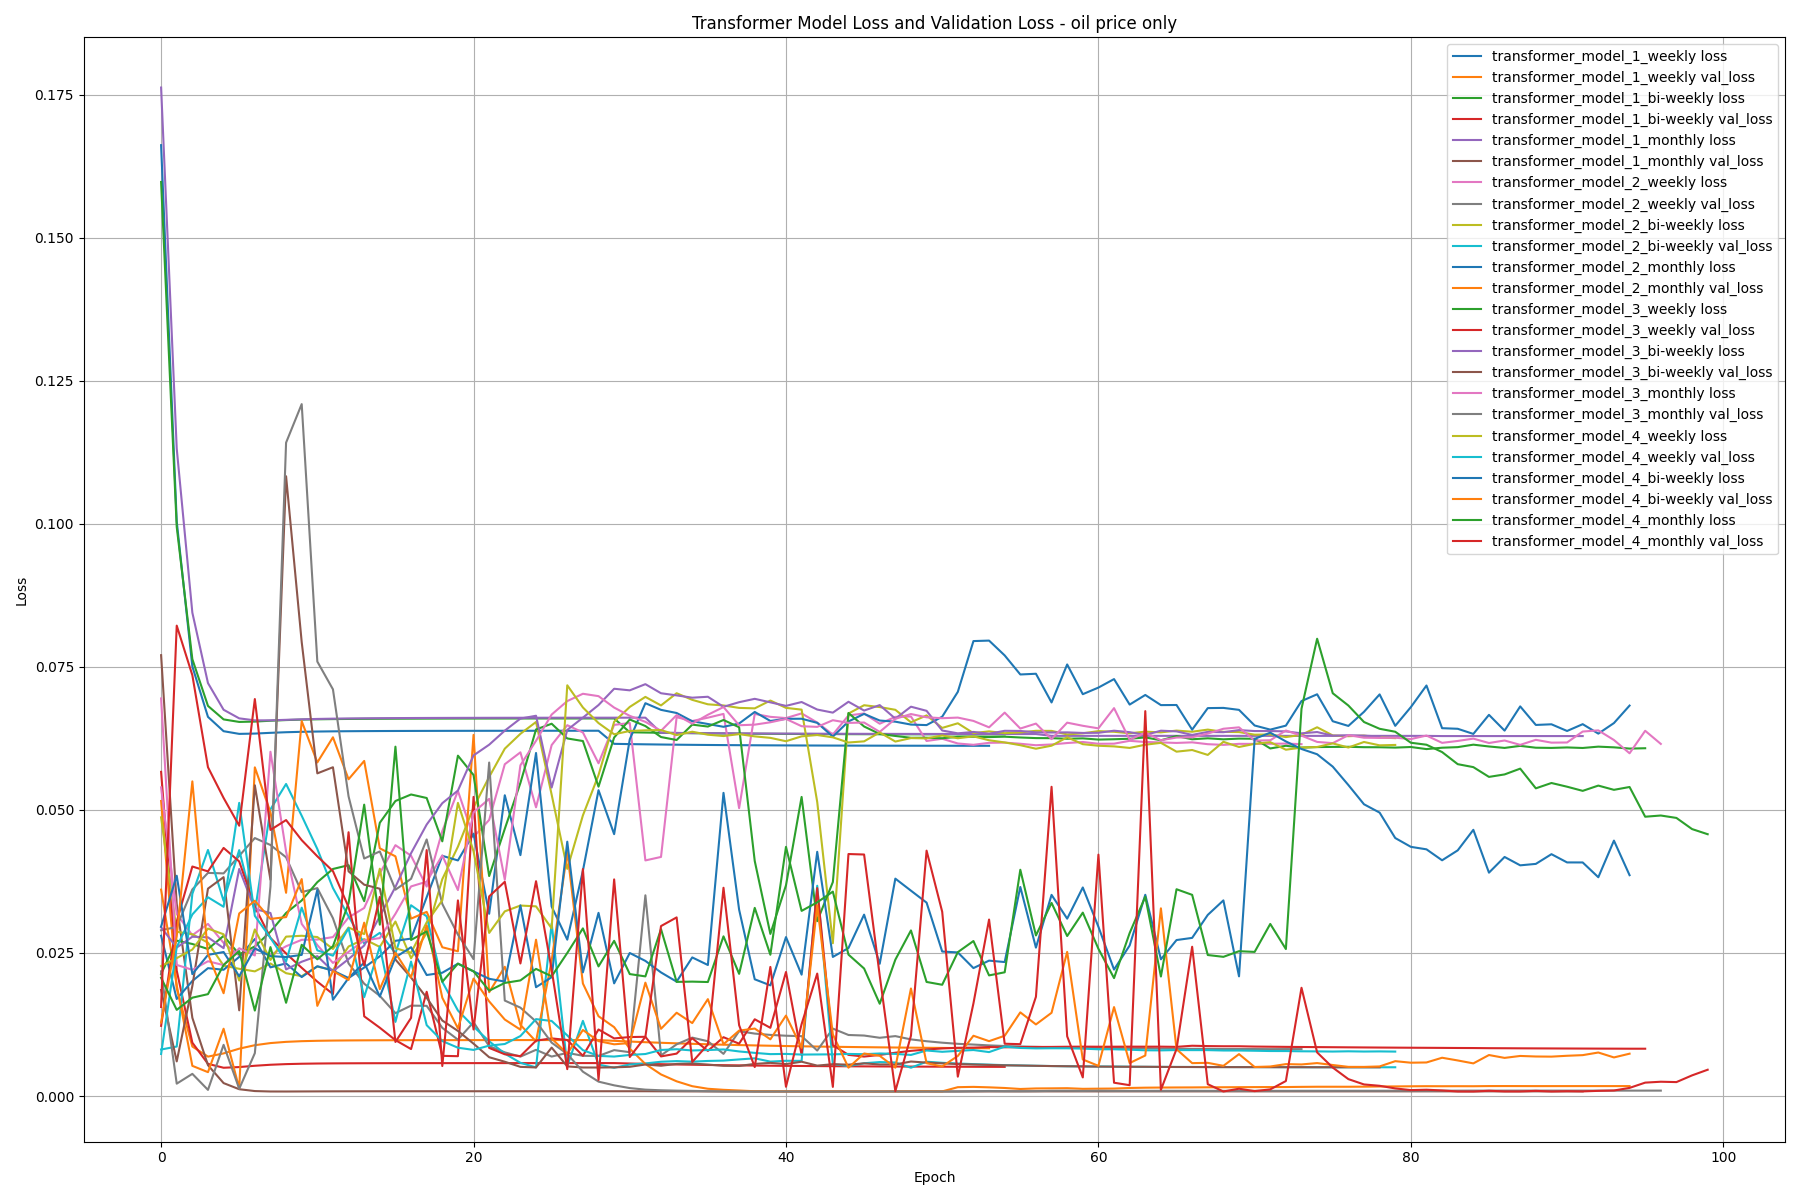 Transformer Model Loss and Validation Loss - oil price only
transformer_model_1_weekly loss
transformer_model_1_weekly val_loss
transformer_model_1_bi-weekly loss
transformer_model_1_bi-weekly val_loss
transformer_model_1_monthly loss
transformer_model_1_monthly val_loss
transformer_model_2_weekly loss
transformer_model_2_weekly val_loss
transformer_model_2_bi-weekly loss
transformer_model_2_bi-weekly val_loss
transformer_model_2_monthly loss
transformer_model_2_monthly val_loss
transformer_model_3_weekly loss
transformer_model_3_weekly val_loss
transformer_model_3_bi-weekly loss
transformer_model_3_bi-weekly val_loss
transformer_model_3_monthly loss
transformer_model_3_monthly val_loss
transformer_model_4_weekly loss
transformer_model_4_weekly val_loss
transformer_model_4_bi-weekly loss
transformer_model_4_bi-weekly val_loss
transformer_model_4_monthly loss
transformer_model_4_monthly val_loss
0.175
0.150
0.125
0.100
0.075
0.050
0.025
0.000
Loss
0 20 40 60 80 100
Epoch